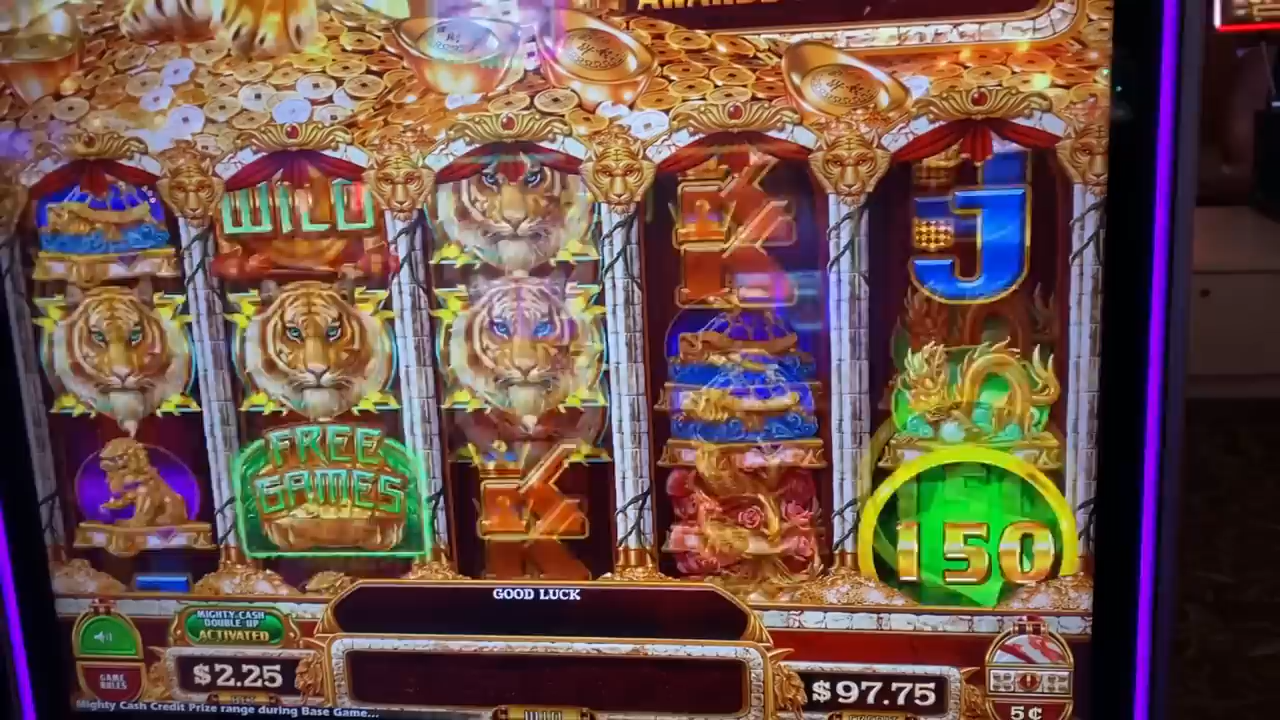 WILD
K
J
FREE
GAMES
K
150
GOOD LUCK
MIGHTY CASH
DOUBLE UP
ACTIVATED
GAME
RULES
$2.25
$97.75
5¢
Mighty Cash Credit Prize range during Base Game...